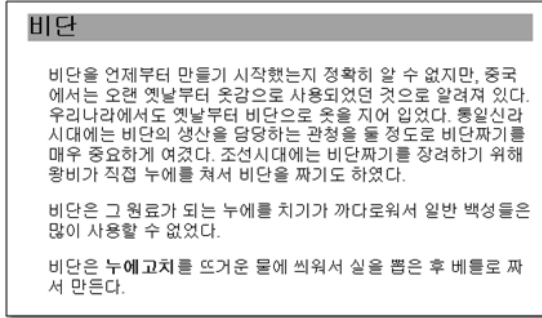 비단
비단을 언제부터 만들기 시작했는지 정확히 알 수 없지만, 중국
에서는 오랜 옛날부터 옷감으로 사용되었던 것으로 알려져 있다.
우리나라에서도 옛날부터 비단으로 옷을 지어 입었다. 통일신라
시대에는 비단의 생산을 담당하는 관청을 둘 정도로 비단짜기를
매우 중요하게 여겼다. 조선시대에는 비단짜기를 장려하기 위해
왕비가 직접 누에를 쳐서 비단을 짜기도 하였다.
비단은 그 원료가 되는 누에를 치기가 까다로워서 일반 백성들은
많이 사용할 수 없었다.
비단은 누에고치를 뜨거운 물에 씌워서 실을 뽑은 후 베틀로 짜
서 만든다.